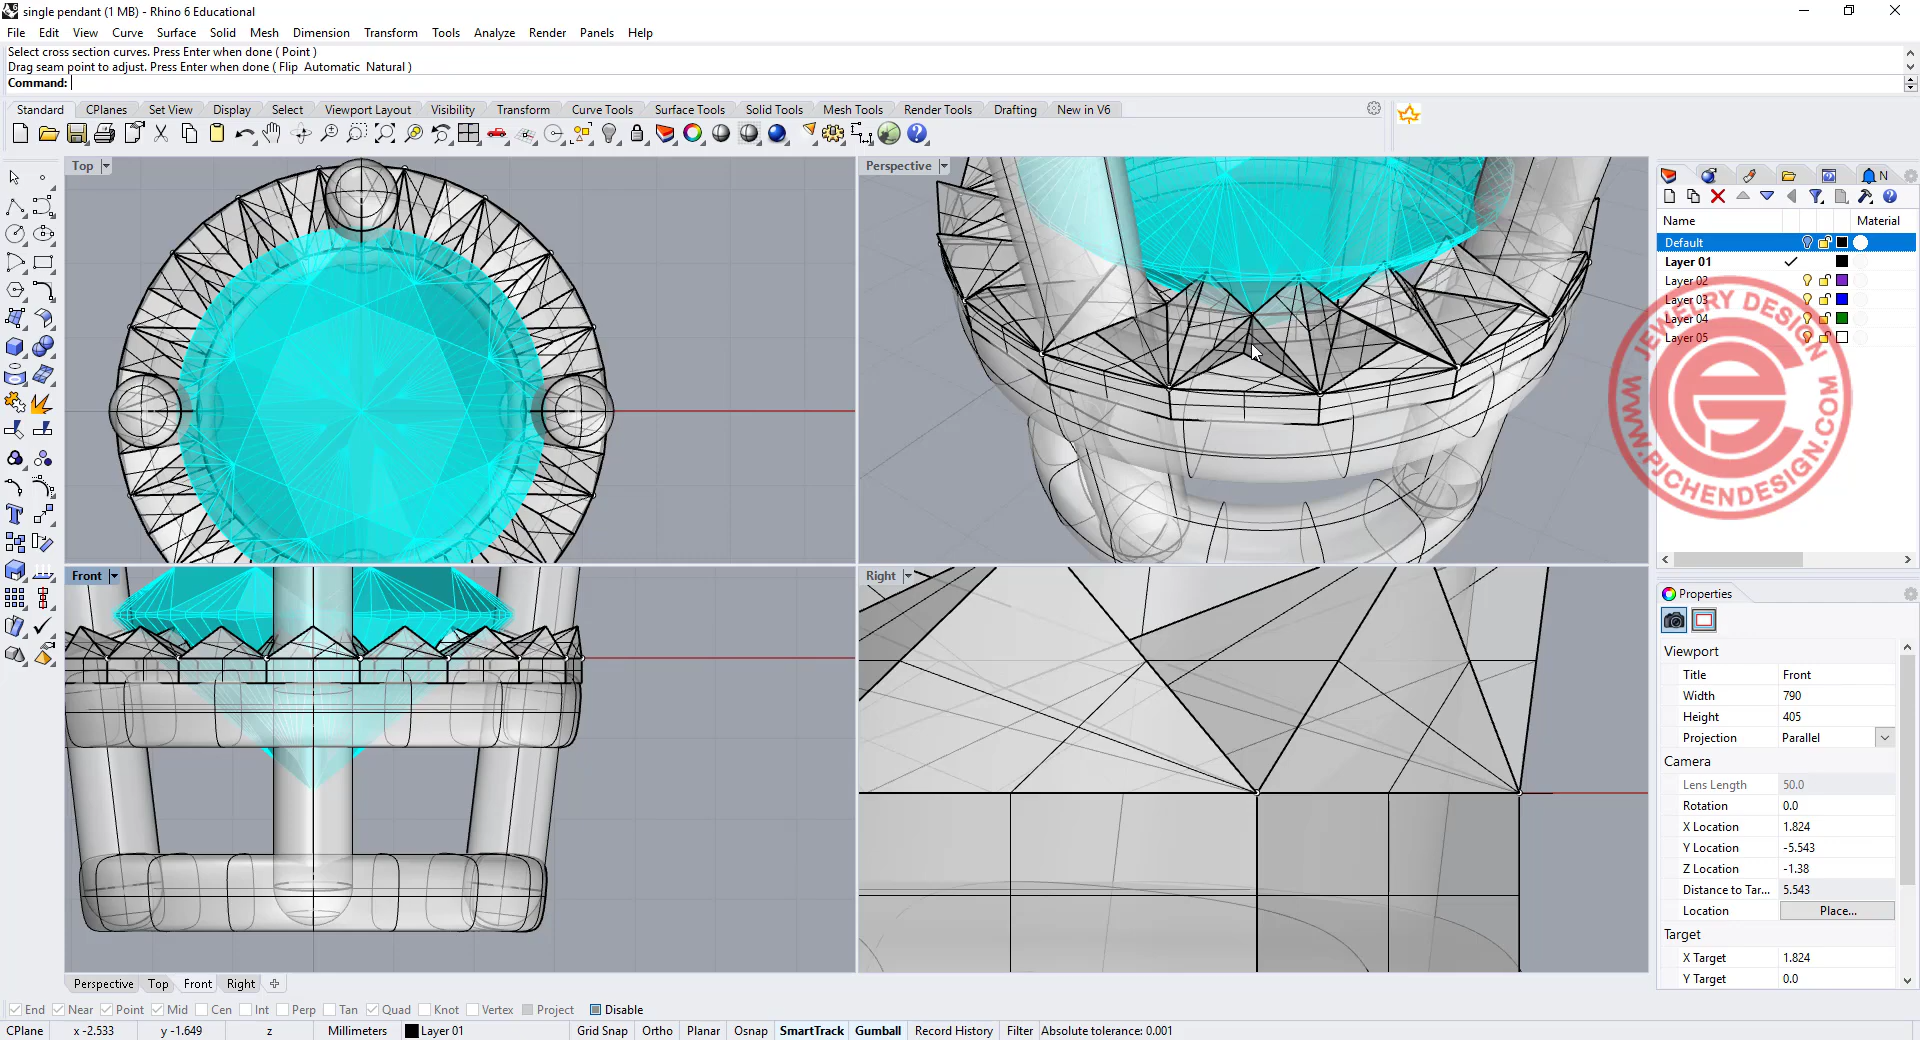 single pendant (1 MB) - Rhino 6 Educational
File Edit View Curve Surface Solid Mesh Dimension Transform Tools Analyze Render Panels Help
Select cross section curves. Press Enter when done ( Point )
Drag seam point to adjust. Press Enter when done ( Flip Automatic Natural )
Command:
Standard CPlanes Set View Display Select Viewport Layout Visibility Transform Curve Tools Surface Tools Solid Tools Mesh Tools Render Tools Drafting New in V6
Top
Perspective
N
Name Material
Default
Layer 01
Layer 02
Layer 03
Layer 04
Layer 05
JEWELRY DESIGN
WWW.PJCHENDESIGN.COM
Front
Right
Properties
Viewport
Title Front
Width 790
Height 405
Projection Parallel
Camera
Lens Length 50.0
Rotation 0.0
X Location 1.824
Y Location -5.543
Z Location -1.38
Distance to Tar... 5.543
Location Place...
Target
X Target 1.824
Y Target 0.0
Perspective Top Front Right
End Near Point Mid Cen Int Perp Tan Quad Knot Vertex Project Disable
CPlane x -2.533 y -1.649 z Millimeters Layer 01 Grid Snap Ortho Planar Osnap SmartTrack Gumball Record History Filter Absolute tolerance: 0.001